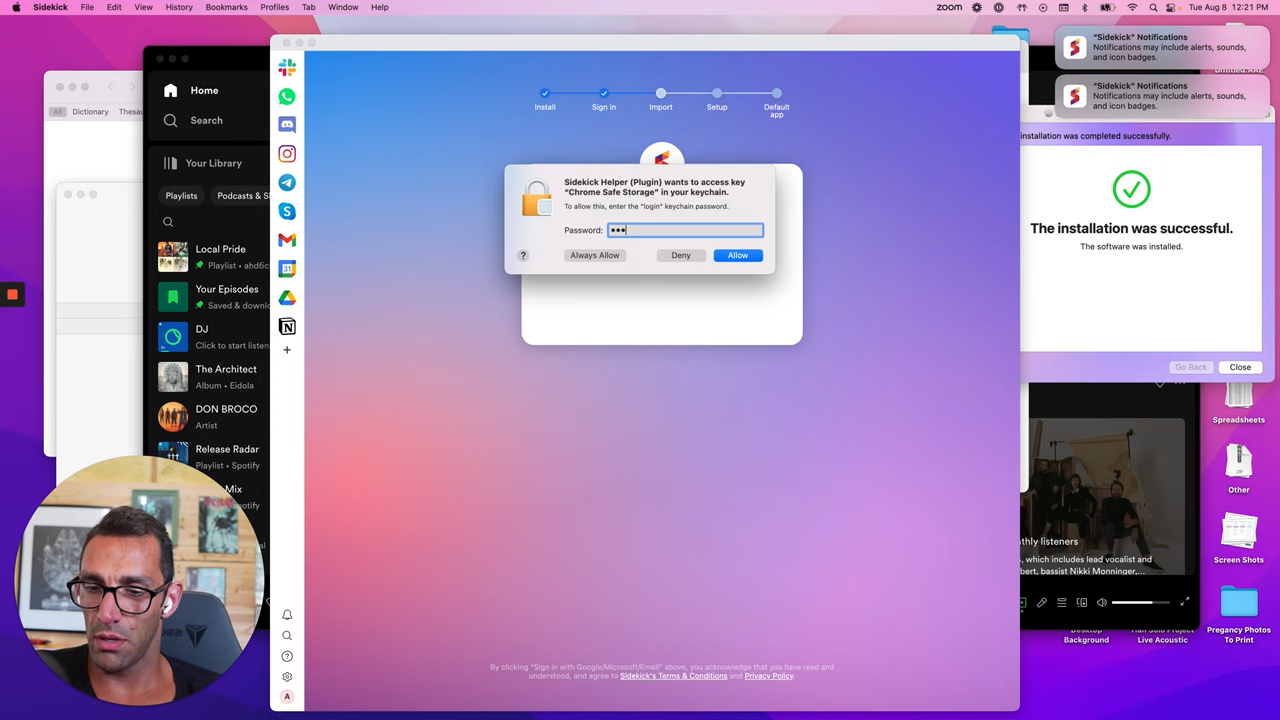 Sidekick File Edit View History Bookmarks Profiles Tab Window Help
zoom
Tue Aug 8 12:21 PM
All Dictionary Thesau
Home
Search
Your Library
Playlists
Podcasts & S
Local Pride
Playlist • ahd6c
Your Episodes
Saved & downlo
DJ
Click to start listen
The Architect
Album • Eidola
DON BROCO
Artist
Release Radar
Playlist • Spotify
Mix
Install
Sign in
Import
Setup
Default
app
Sidekick Helper (Plugin) wants to access key
“Chrome Safe Storage” in your keychain.
To allow this, enter the “login” keychain password.
Password: •••
?
Always Allow
Deny
Allow
By clicking “Sign in with Google/Microsoft/Email” above, you acknowledge that you have read and
understood, and agree to Sidekick's Terms & Conditions and Privacy Policy.
31
A
“Sidekick” Notifications
Notifications may include alerts, sounds,
and icon badges.
“Sidekick” Notifications
Notifications may include alerts, sounds,
and icon badges.
installation was completed successfully.
The installation was successful.
The software was installed.
Go Back
Close
Spreadsheets
ZIP
Other
Screen Shots
Pregancy Photos
To Print
Desktop
Background
Live Acoustic
thly listeners
s, which includes lead vocalist and
bert, bassist Nikki Monninger,...